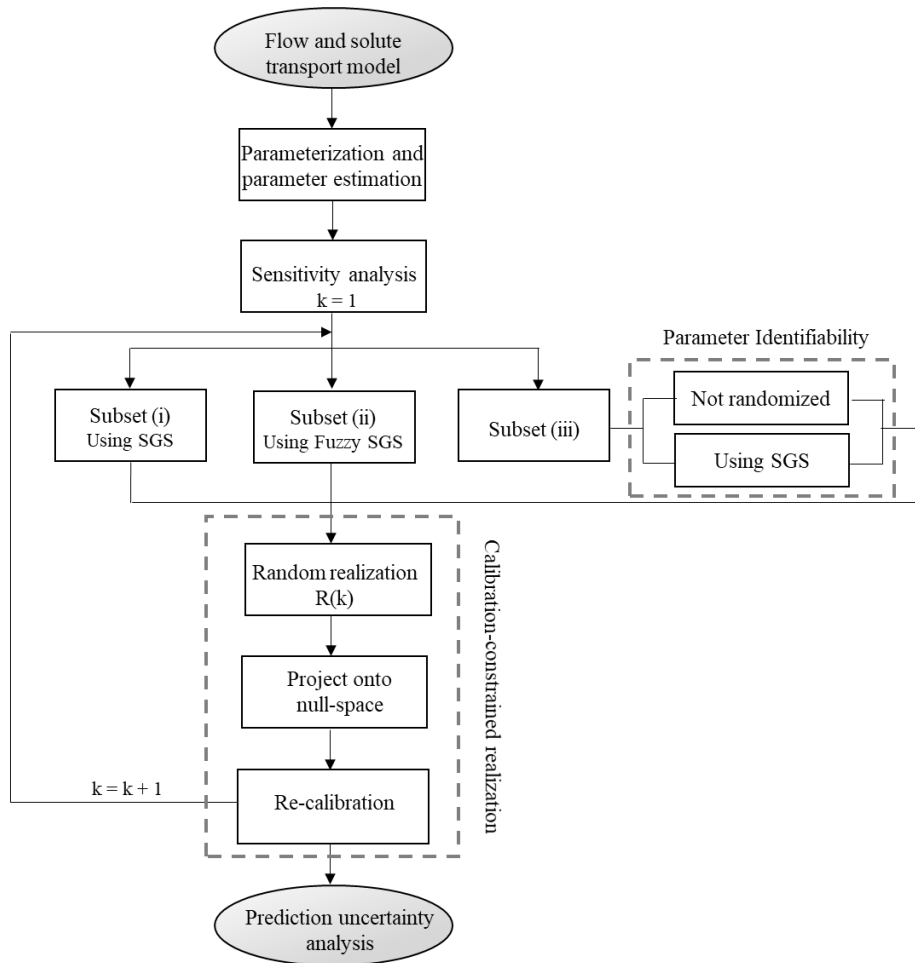 Flow and solute
transport model
Parameterization and
parameter estimation
Sensitivity analysis
k = 1
Parameter Identifiability
Subset (i)
Using SGS
Subset (ii)
Using Fuzzy SGS
Subset (iii)
Not randomized
Using SGS
Random realization
R(k)
Project onto
null-space
Re-calibration
k = k + 1
Calibration-constrained realization
Prediction uncertainty
analysis